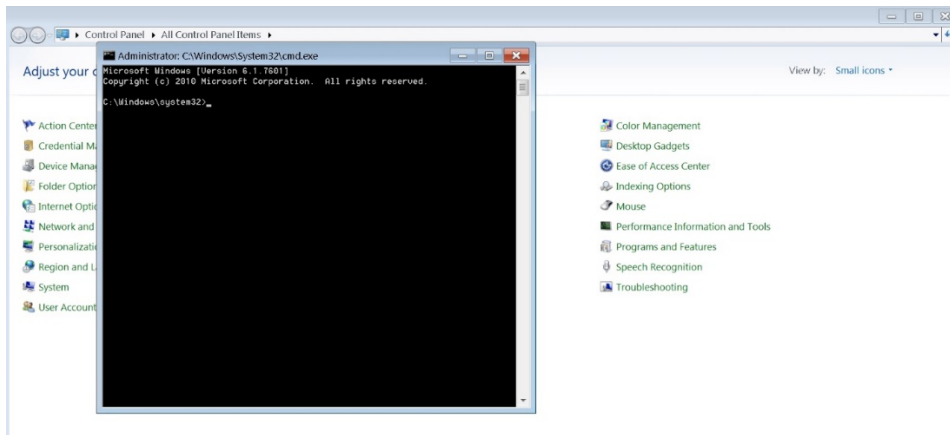 Control Panel ▸ All Control Panel Items ▸
Administrator: C:\Windows\System32\cmd.exe
Adjust your
View by: Small icons
Microsoft Windows [Version 6.1.7601]
Copyright (c) 2010 Microsoft Corporation. All rights reserved.
C:\Windows\system32>_
Action Center
Credential Ma
Device Mana
Folder Option
Internet Optio
Network and
Personalizati
Region and L
System
User Account
Color Management
Desktop Gadgets
Ease of Access Center
Indexing Options
Mouse
Performance Information and Tools
Programs and Features
Speech Recognition
Troubleshooting